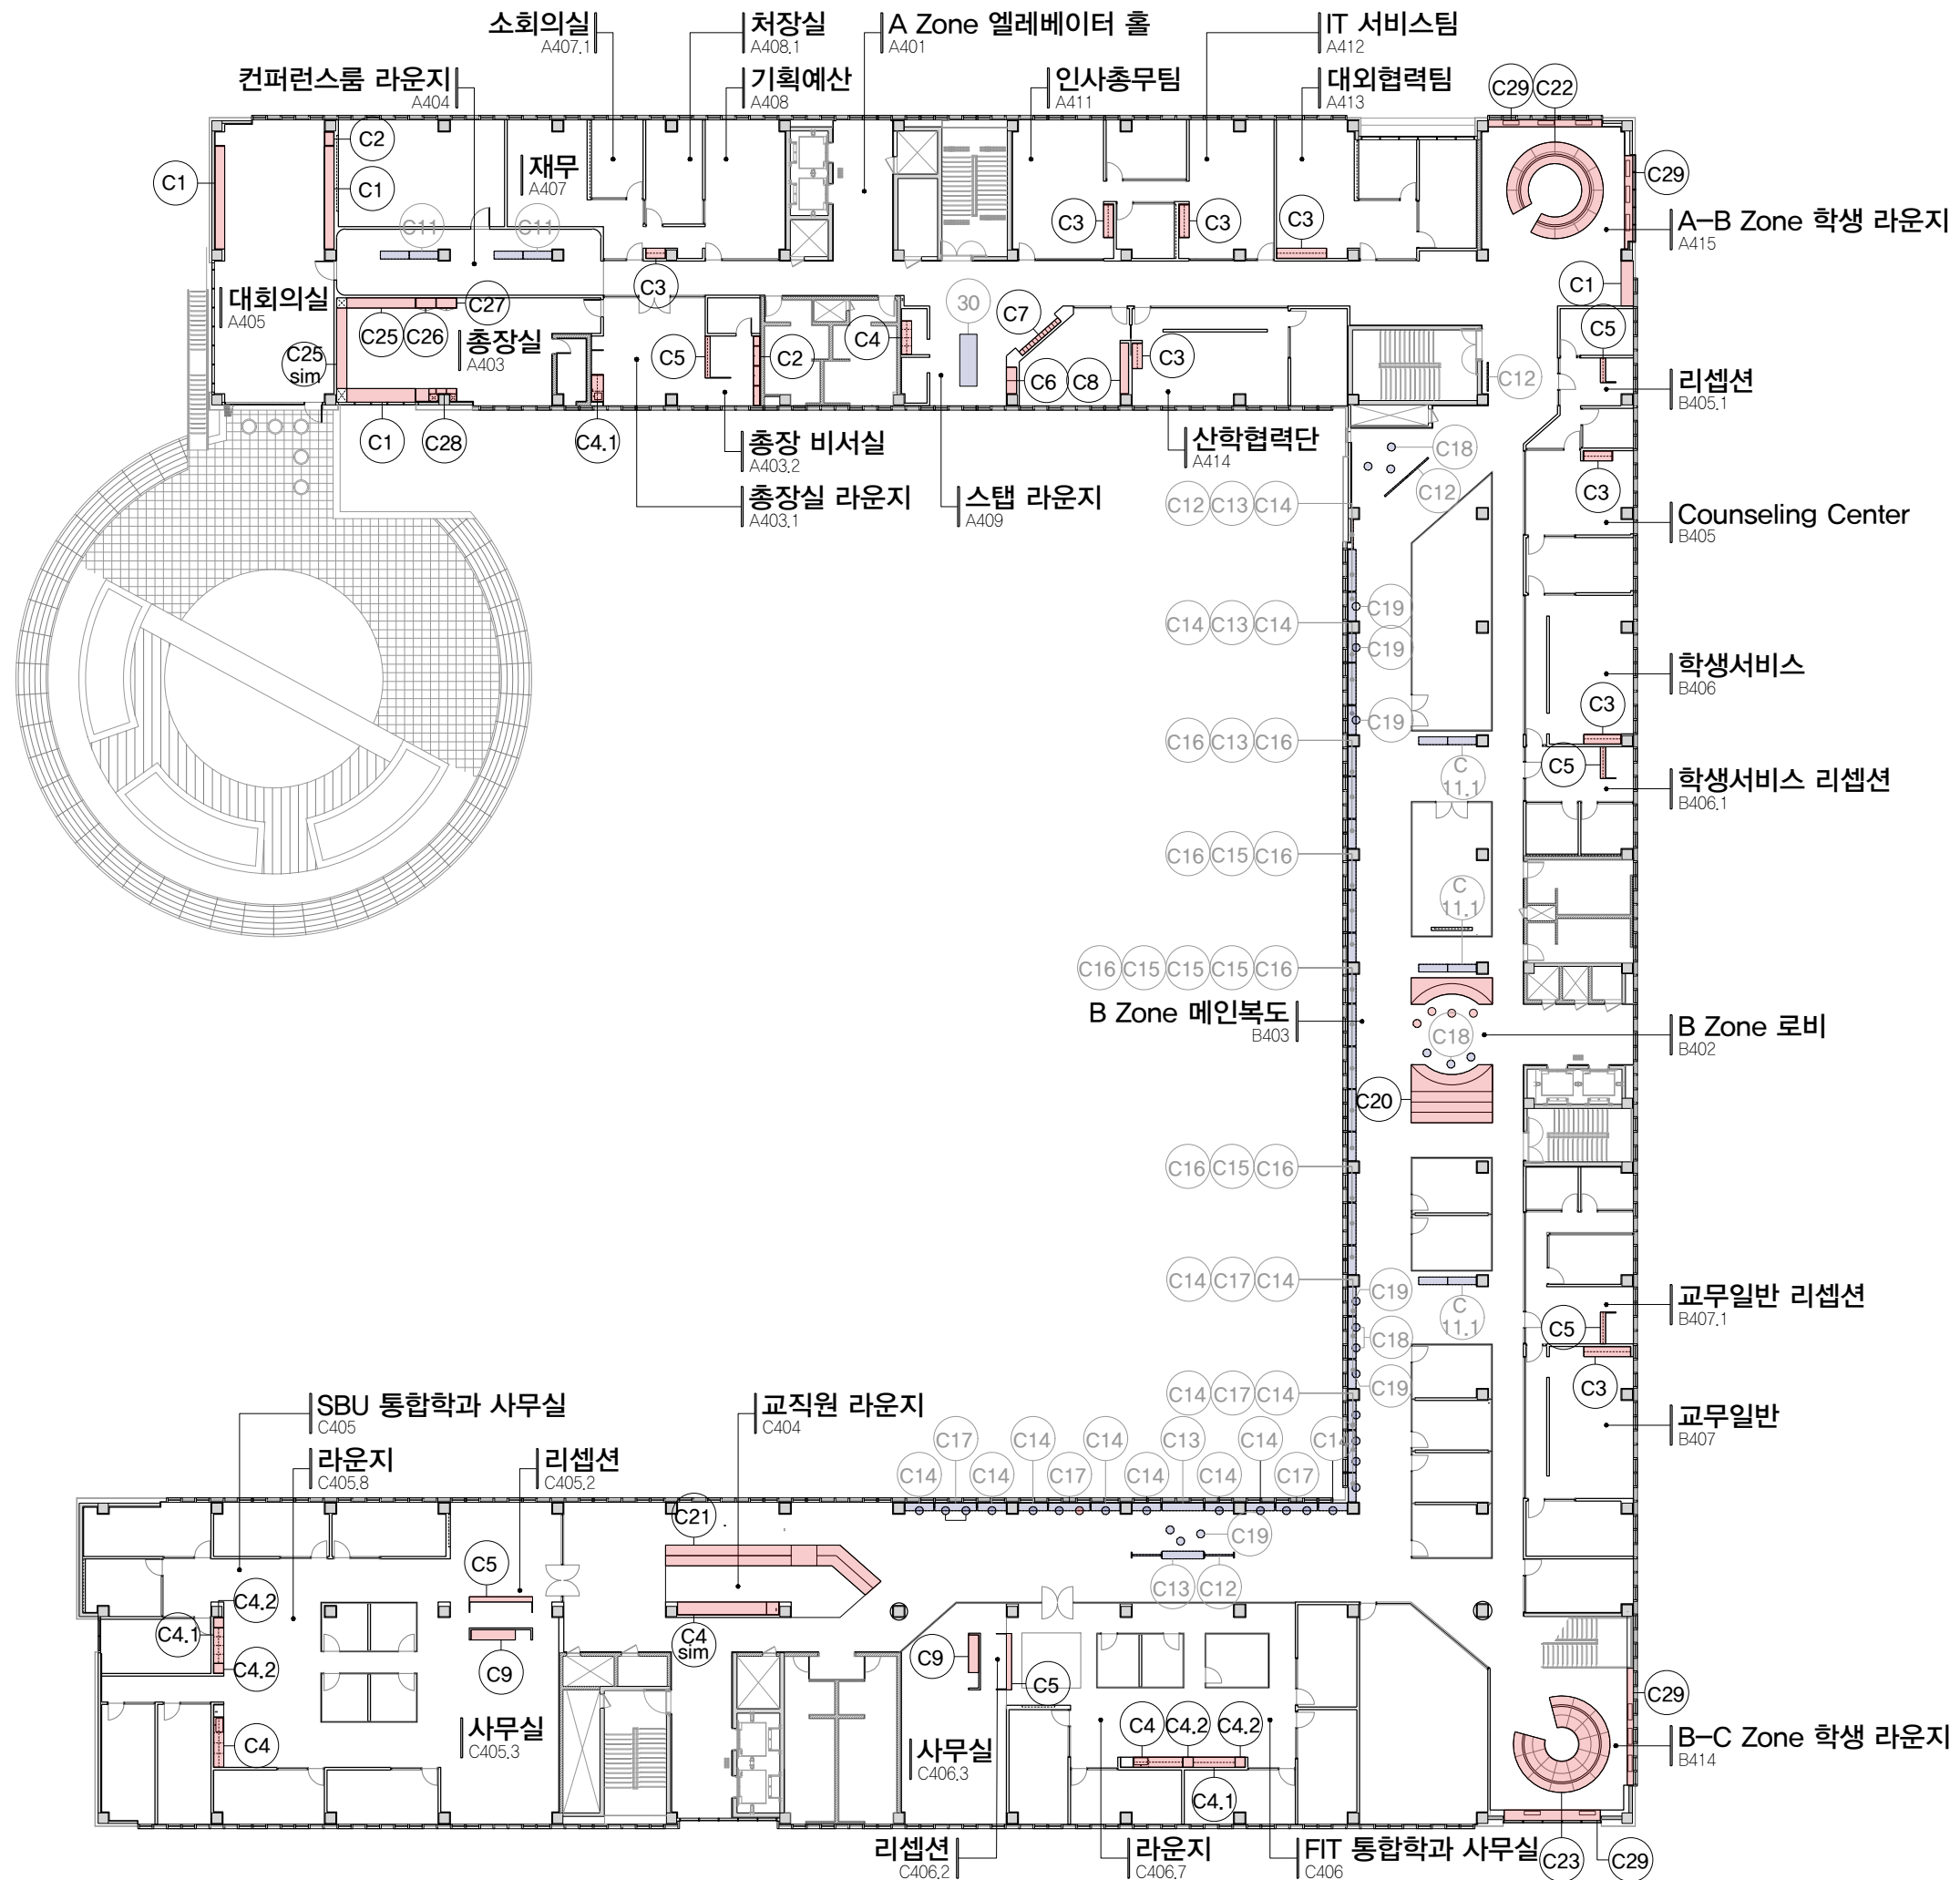 소회의실
A407.1
처장실
A408.1
A Zone 엘레베이터 홀
A401
IT 서비스팀
A412
컨퍼런스룸 라운지
A404
기획예산
A408
인사총무팀
A411
대외협력팀
A413
C29 C22
C2
C1
C1
재무
A407
C29
C11
C11
C3
C3
C3
A-B Zone 학생 라운지
A415
C3
C1
대회의실
A405
C27
30
C7
C5
C25 C26
총장실
A403
C4
C25
sim
C5
C2
C3
C6 C8
C12
리셉션
B405.1
C1
C28
C4.1
총장 비서실
A403.2
산학협력단
A414
C18
C3
C12
총장실 라운지
A403.1
스탭 라운지
A409
C12 C13 C14
Counseling Center
B405
C19
C14 C13 C14
C19
학생서비스
B406
C3
C19
C16 C13 C16
C5
C
11.1
학생서비스 리셉션
B406.1
C16 C15 C16
C
11.1
C16 C15 C15 C15 C16
B Zone 메인복도
B403
C18
B Zone 로비
B402
C20
C16 C15 C16
C14 C17 C14
C19
C
11.1
교무일반 리셉션
B407.1
C18
C5
C3
C19
C14 C17 C14
SBU 통합학과 사무실
C405
교직원 라운지
C404
교무일반
B407
라운지
C405.8
리셉션
C405.2
C17
C14
C14
C13
C14
C14
C14
C14
C17
C14
C14
C17
C21
C19
C5
C13 C12
C4.2
C4.1
C4.2
C9
C4
sim
C9
C5
C29
사무실
C405.3
C4
사무실
C406.3
C4 C4.2 C4.2
B-C Zone 학생 라운지
B414
C4.1
리셉션
C406.2
라운지
C406.7
FIT 통합학과 사무실
C406
C23
C29